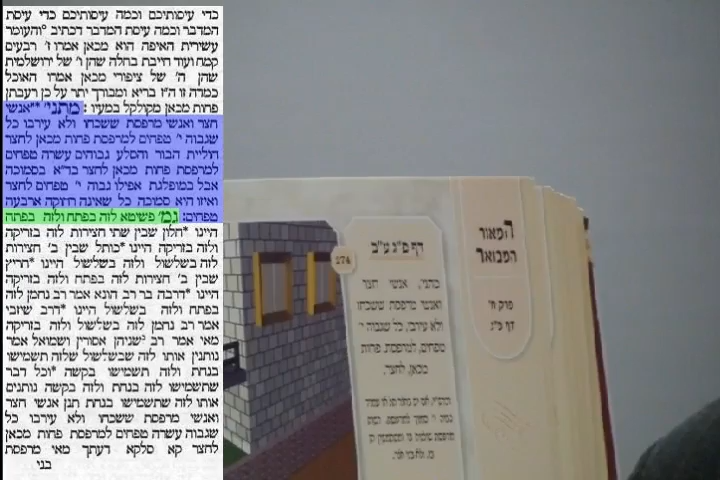 כדי עיסותיכם וכמה עיסותיכם כדי עיסת
המדבר וכמה עיסת המדבר דכתיב והעומר
עשירית האיפה הוא מכאן אמרו ז' רבעים
קמח ועוד חייבת בחלה שהן ו' של ירושלמית
שהן ה' של ציפורי מכאן אמרו האוכל
כמדה זו ה"ז בריא ומבורך יתר על כן רעבתן
פחות מכאן מקולקל במעיו: מתני' אנשי
חצר ואנשי מרפסת ששכחו ולא עירבו כל
שגבוה י' טפחים למרפסת פחות מכאן לחצר
חוליית הבור והסלע גבוהים עשרה טפחים
למרפסת פחות מכאן לחצר בד"א בסמוכה
אבל במופלגת אפילו גבוה י' טפחים לחצר
ואיזו היא סמוכה כל שאינה רחוקה ארבעה
טפחים: גמ' פשיטא לזה בפתח ולזה בפתח
היינו חלון שבין שתי חצירות לזה בזריקה
ולזה בזריקה היינו כותל שבין ב' חצירות
לזה בשלשול ולזה בשלשול היינו חריץ
שבין ב' חצירות לזה בפתח ולזה בזריקה
היינו דרבה בר רב הונא אמר רב נחמן לזה
בפתח ולזה בשלשול היינו דרב שיזבי
אמר רב נחמן לזה בשלשול ולזה בזריקה
מאי אמר רב שניהן אסורין ושמואל אמר
נותנין אותו לזה שבשלשול שלזה תשמישו
בנחת ולזה תשמישו בקשה וכל דבר
שתשמישו לזה בנחת ולזה בקשה נותנים
אותו לזה שתשמישו בנחת תנן אנשי חצר
ואנשי מרפסת ששכחו ולא עירבו כל
שגבוה עשרה טפחים למרפסת פחות מכאן
לחצר קא סלקא דעתך מאי מרפסת
בני
המאור
המבואר
פרק ח'
דף פ"ג:
דף פ"ג ע"ב
274
מתני'. אנשי חצר
ואנשי מרפסת ששכחו
ולא עירבו, כל שגבוה י'
טפחים, למרפסת. פחות
מכאן, לחצר.